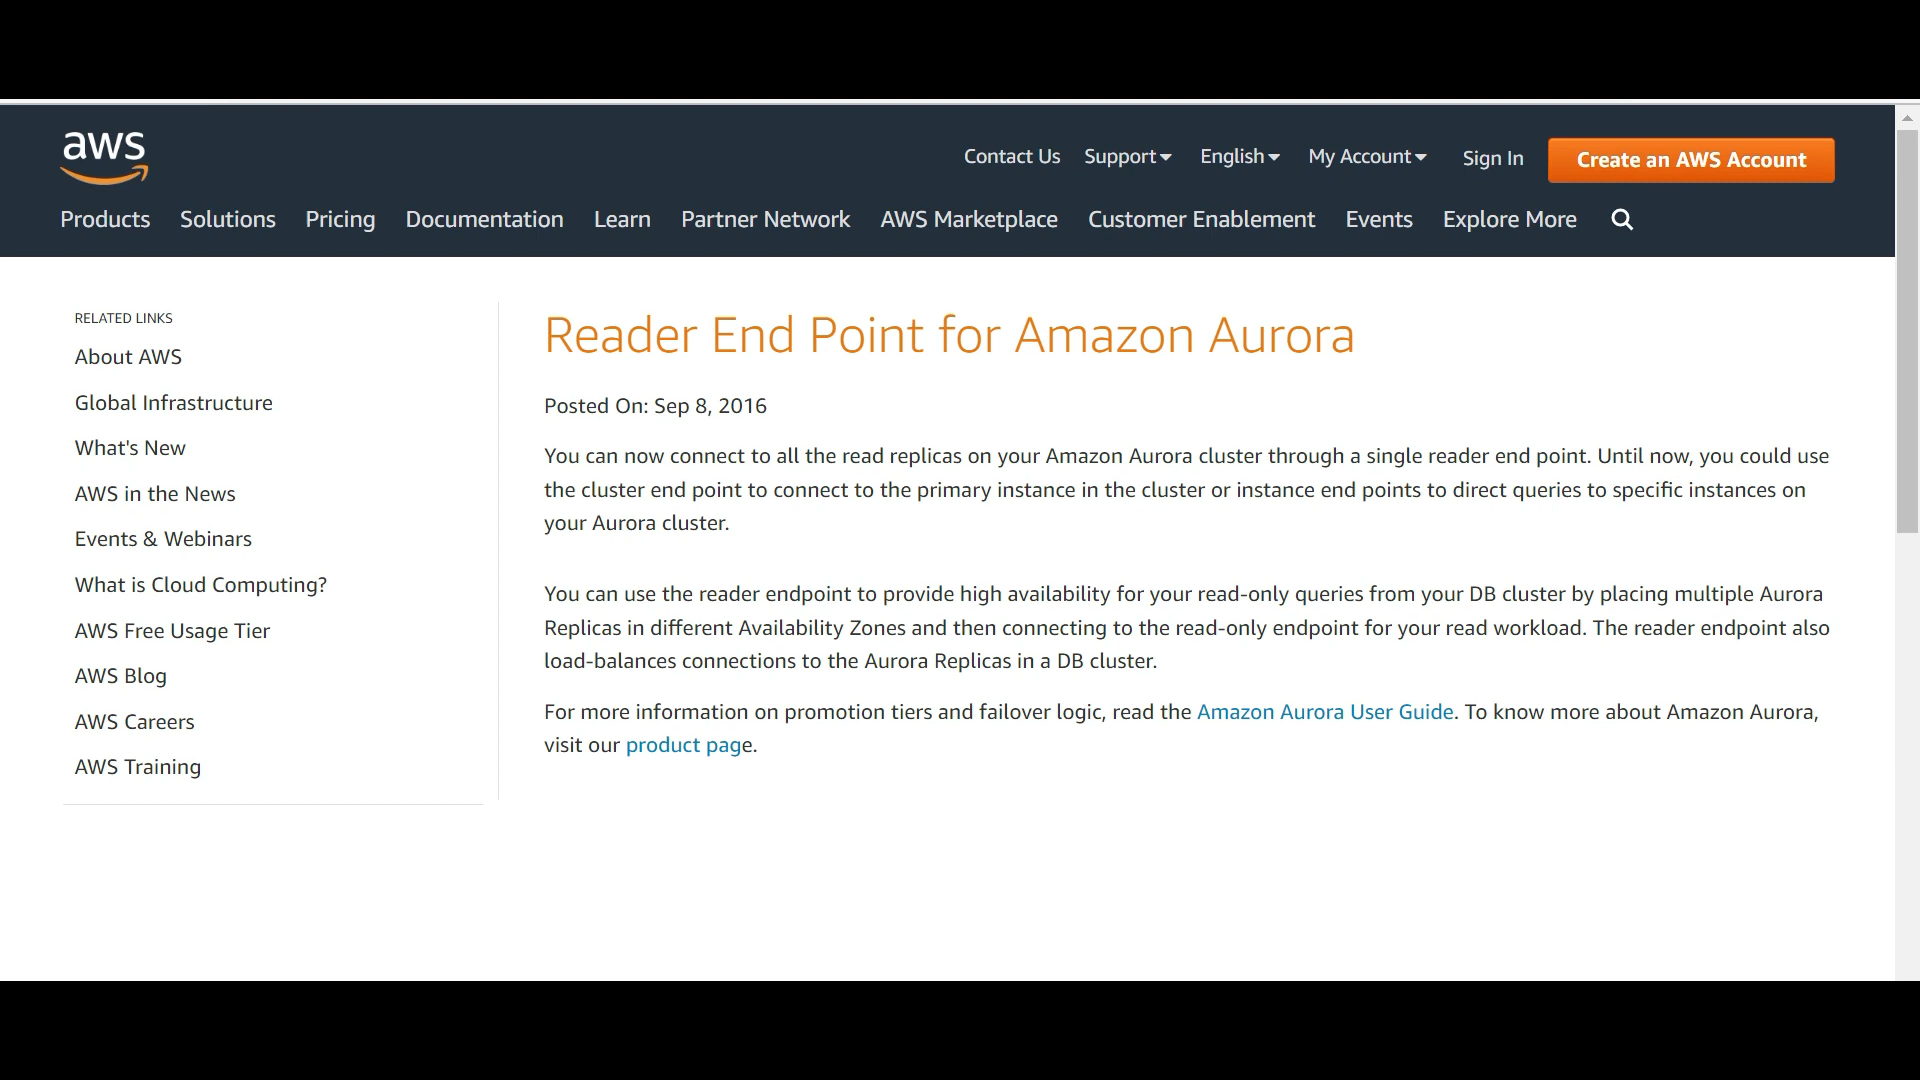 aws
Contact Us Support English My Account Sign In Create an AWS Account
Products Solutions Pricing Documentation Learn Partner Network AWS Marketplace Customer Enablement Events Explore More
RELATED LINKS
About AWS
Global Infrastructure
What's New
AWS in the News
Events & Webinars
What is Cloud Computing?
AWS Free Usage Tier
AWS Blog
AWS Careers
AWS Training
Reader End Point for Amazon Aurora
Posted On: Sep 8, 2016
You can now connect to all the read replicas on your Amazon Aurora cluster through a single reader end point. Until now, you could use
the cluster end point to connect to the primary instance in the cluster or instance end points to direct queries to specific instances on
your Aurora cluster.
You can use the reader endpoint to provide high availability for your read-only queries from your DB cluster by placing multiple Aurora
Replicas in different Availability Zones and then connecting to the read-only endpoint for your read workload. The reader endpoint also
load-balances connections to the Aurora Replicas in a DB cluster.
For more information on promotion tiers and failover logic, read the Amazon Aurora User Guide. To know more about Amazon Aurora,
visit our product page.